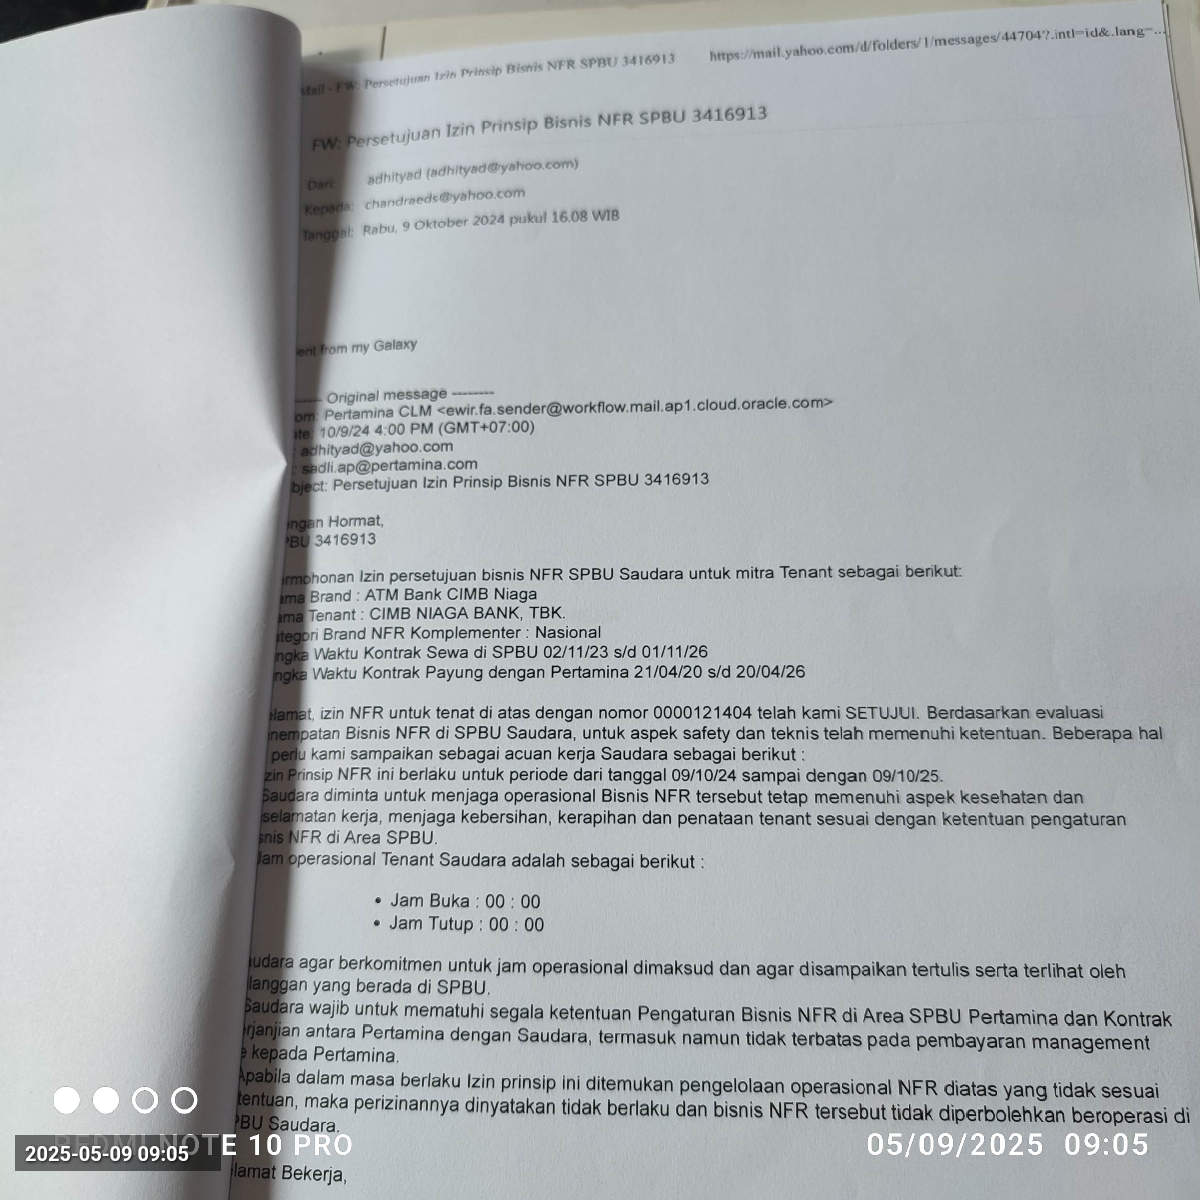 Mail - FW: Persetujuan Izin Prinsip Bisnis NFR SPBU 3416913 https://mail.yahoo.com/d/folders/1/messages/44704?.intl=id&.lang=...
FW: Persetujuan Izin Prinsip Bisnis NFR SPBU 3416913
Dari: adhityad (adhityad@yahoo.com)
Kepada: chandraeds@yahoo.com
Tanggal: Rabu, 9 Oktober 2024 pukul 16.08 WIB
ent from my Galaxy
Original message --------
om: Pertamina CLM <ewir.fa.sender@workflow.mail.ap1.cloud.oracle.com>
ate: 10/9/24 4:00 PM (GMT+07:00)
: adhityad@yahoo.com
: sadli.ap@pertamina.com
bject: Persetujuan Izin Prinsip Bisnis NFR SPBU 3416913
ngan Hormat,
PBU 3416913
rmohonan Izin persetujuan bisnis NFR SPBU Saudara untuk mitra Tenant sebagai berikut:
ama Brand : ATM Bank CIMB Niaga
ama Tenant : CIMB NIAGA BANK, TBK.
ategori Brand NFR Komplementer : Nasional
ngka Waktu Kontrak Sewa di SPBU 02/11/23 s/d 01/11/26
ngka Waktu Kontrak Payung dengan Pertamina 21/04/20 s/d 20/04/26
elamat, izin NFR untuk tenat di atas dengan nomor 0000121404 telah kami SETUJUI. Berdasarkan evaluasi
nempatan Bisnis NFR di SPBU Saudara, untuk aspek safety dan teknis telah memenuhi ketentuan. Beberapa hal
perlu kami sampaikan sebagai acuan kerja Saudara sebagai berikut :
Izin Prinsip NFR ini berlaku untuk periode dari tanggal 09/10/24 sampai dengan 09/10/25.
Saudara diminta untuk menjaga operasional Bisnis NFR tersebut tetap memenuhi aspek kesehatan dan
selamatan kerja, menjaga kebersihan, kerapihan dan penataan tenant sesuai dengan ketentuan pengaturan
snis NFR di Area SPBU.
Jam operasional Tenant Saudara adalah sebagai berikut :
• Jam Buka : 00 : 00
• Jam Tutup : 00 : 00
audara agar berkomitmen untuk jam operasional dimaksud dan agar disampaikan tertulis serta terlihat oleh
langgan yang berada di SPBU.
Saudara wajib untuk mematuhi segala ketentuan Pengaturan Bisnis NFR di Area SPBU Pertamina dan Kontrak
rjanjian antara Pertamina dengan Saudara, termasuk namun tidak terbatas pada pembayaran management
e kepada Pertamina.
Apabila dalam masa berlaku Izin prinsip ini ditemukan pengelolaan operasional NFR diatas yang tidak sesuai
tentuan, maka perizinannya dinyatakan tidak berlaku dan bisnis NFR tersebut tidak diperbolehkan beroperasi di
PBU Saudara.
elamat Bekerja,
REDMI NOTE 10 PRO
2025-05-09 09:05
05/09/2025 09:05